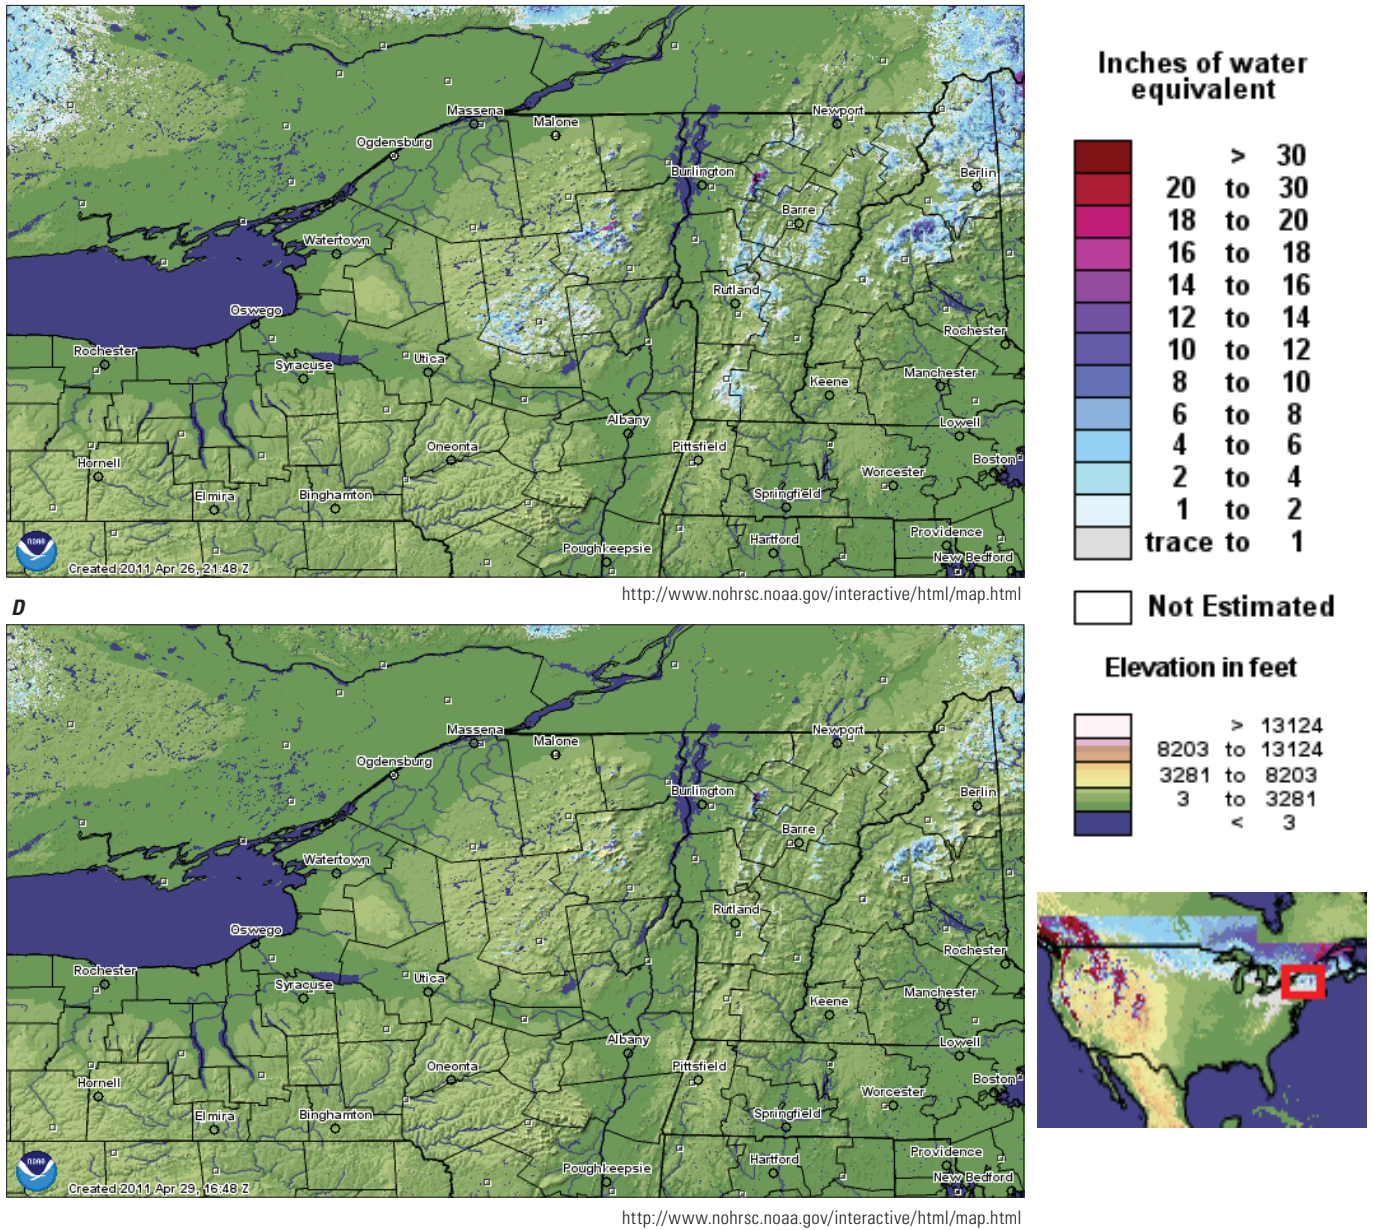 Newport
Massena
Malone
Ogdensburg
Burlington
Berlin
Barre
Watertown
Rutland
Oswego
Rochester
Rochester
Syracuse
Utica
Manchester
Keene
Albany
Lowell
Oneonta
Pittsfield
Boston
Hornell
Worcester
Elmira
Binghamton
Springfield
Providence
Hartford
Poughkeepsie
New Bedford
NOAA
Created 2011 Apr 26, 21:48 Z
http://www.nohrsc.noaa.gov/interactive/html/map.html
D
Newport
Massena
Malone
Ogdensburg
Burlington
Berlin
Barre
Watertown
Rutland
Oswego
Rochester
Rochester
Syracuse
Utica
Manchester
Keene
Albany
Lowell
Oneonta
Pittsfield
Boston
Hornell
Worcester
Elmira
Binghamton
Springfield
Providence
Hartford
Poughkeepsie
New Bedford
NOAA
Created 2011 Apr 29, 16:48 Z
http://www.nohrsc.noaa.gov/interactive/html/map.html
Inches of water
equivalent
> 30
20 to 30
18 to 20
16 to 18
14 to 16
12 to 14
10 to 12
8 to 10
6 to 8
4 to 6
2 to 4
1 to 2
trace to 1
Not Estimated
Elevation in feet
> 13124
8203 to 13124
3281 to 8203
3 to 3281
< 3